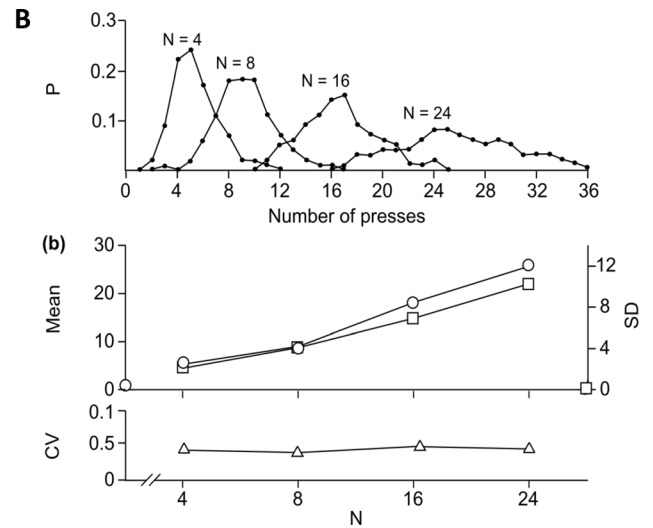 B
0.3
0.2
0.1
P
N = 4
N = 8
N = 16
N = 24
0 1 4 8 12 16 20 24 28 32 36
Number of presses
(b)
30
20
10
0
Mean
12
8
4
0
SD
0.1
0.5
0
CV
4 8 16 24
N